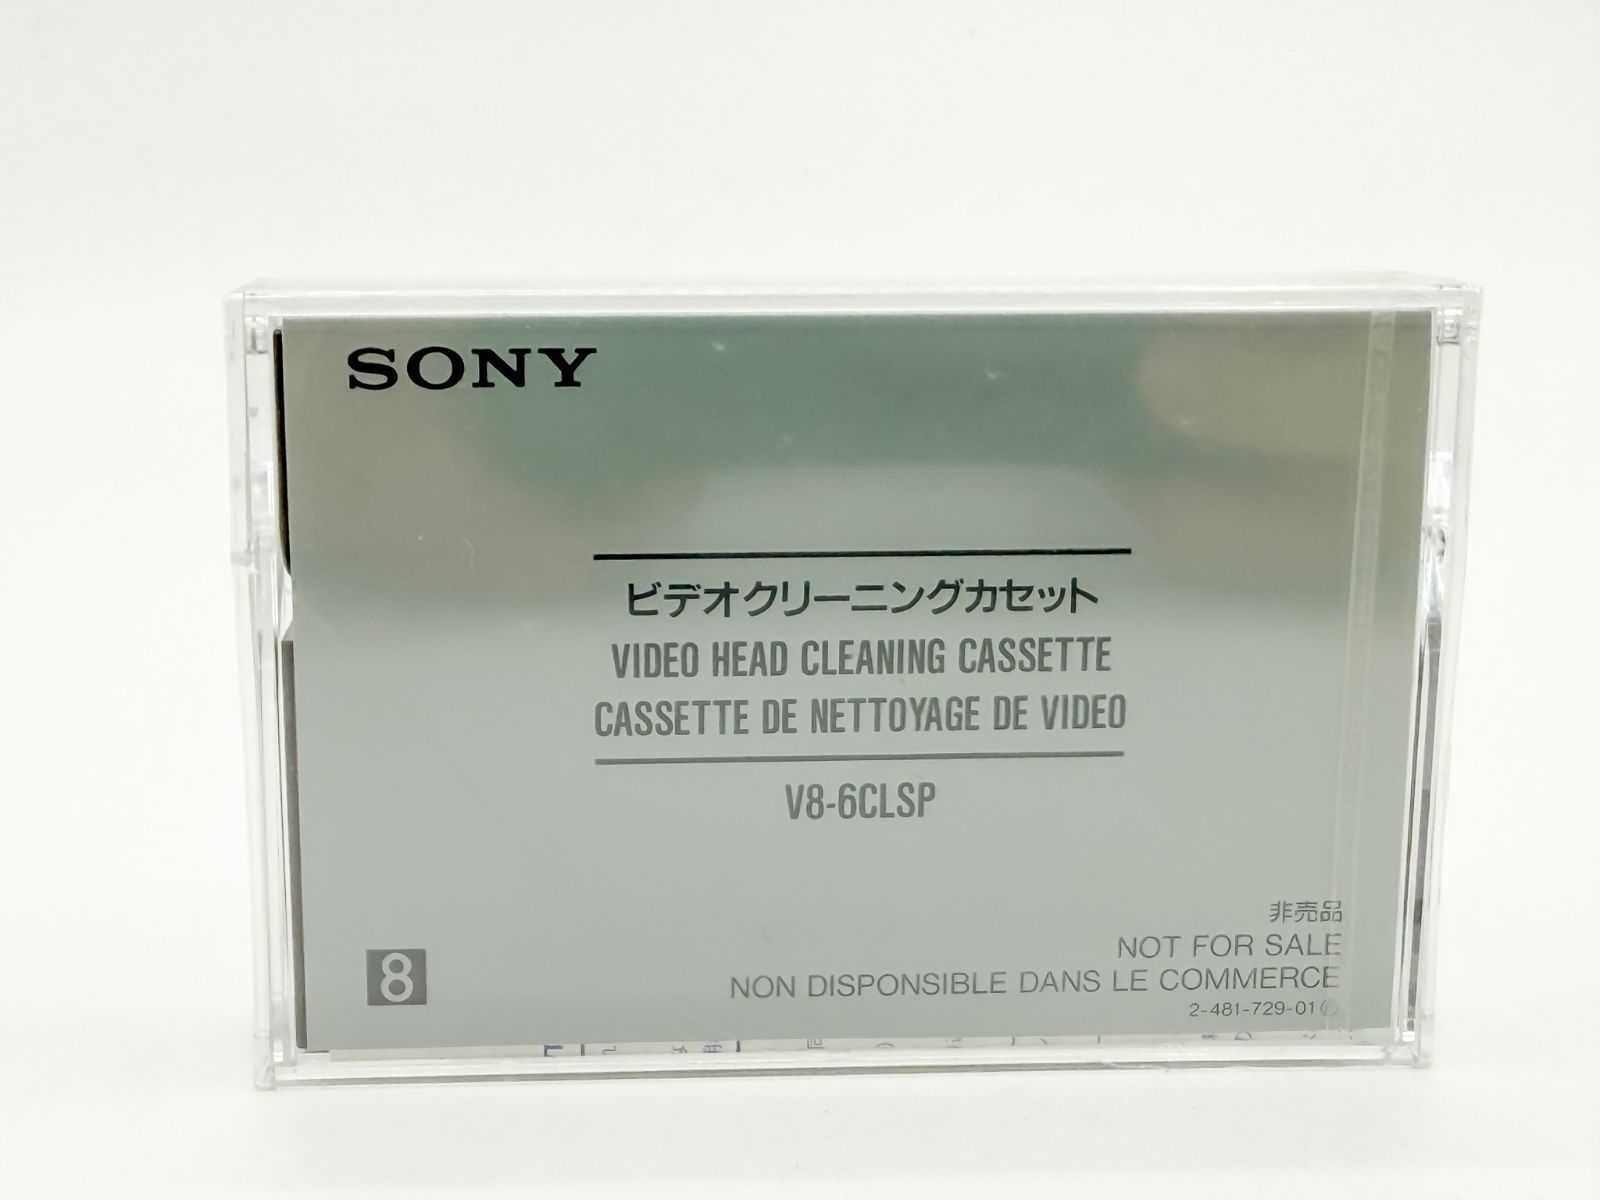 SONY
ビデオクリーニングカセット
VIDEO HEAD CLEANING CASSETTE
CASSETTE DE NETTOYAGE DE VIDEO
V8-6CLSP
非売品
NOT FOR SALE
NON DISPONSIBLE DANS LE COMMERCE
2-481-729-01
8